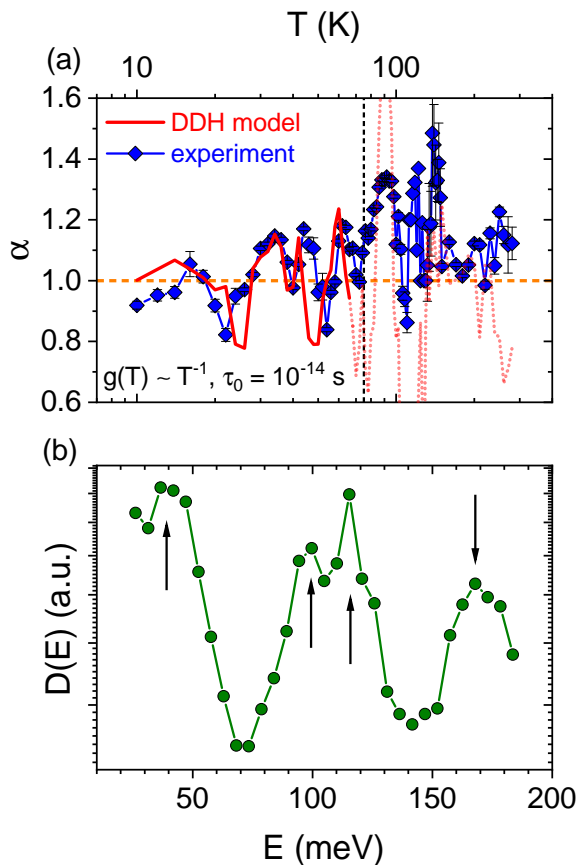 T (K)
(a)
10 100
1.6
1.4
1.2
1.0
0.8
0.6
α
DDH model
experiment
g(T) ~ T⁻¹, τ₀ = 10⁻¹⁴ s
(b)
D(E) (a.u.)
50 100 150 200
E (meV)